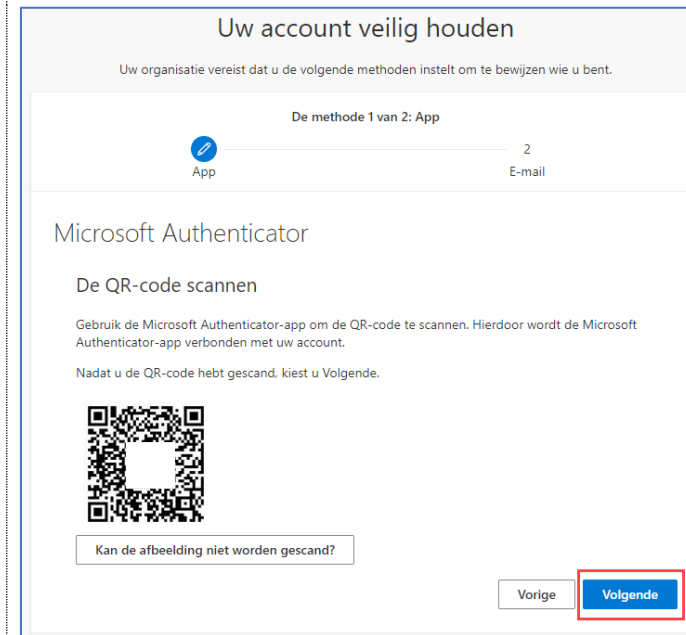 Uw account veilig houden
Uw organisatie vereist dat u de volgende methoden instelt om te bewijzen wie u bent.
De methode 1 van 2: App
2
App
E-mail
Microsoft Authenticator
De QR-code scannen
Gebruik de Microsoft Authenticator-app om de QR-code te scannen. Hierdoor wordt de Microsoft
Authenticator-app verbonden met uw account.
Nadat u de QR-code hebt gescand, kiest u Volgende.
Kan de afbeelding niet worden gescand?
Vorige
Volgende